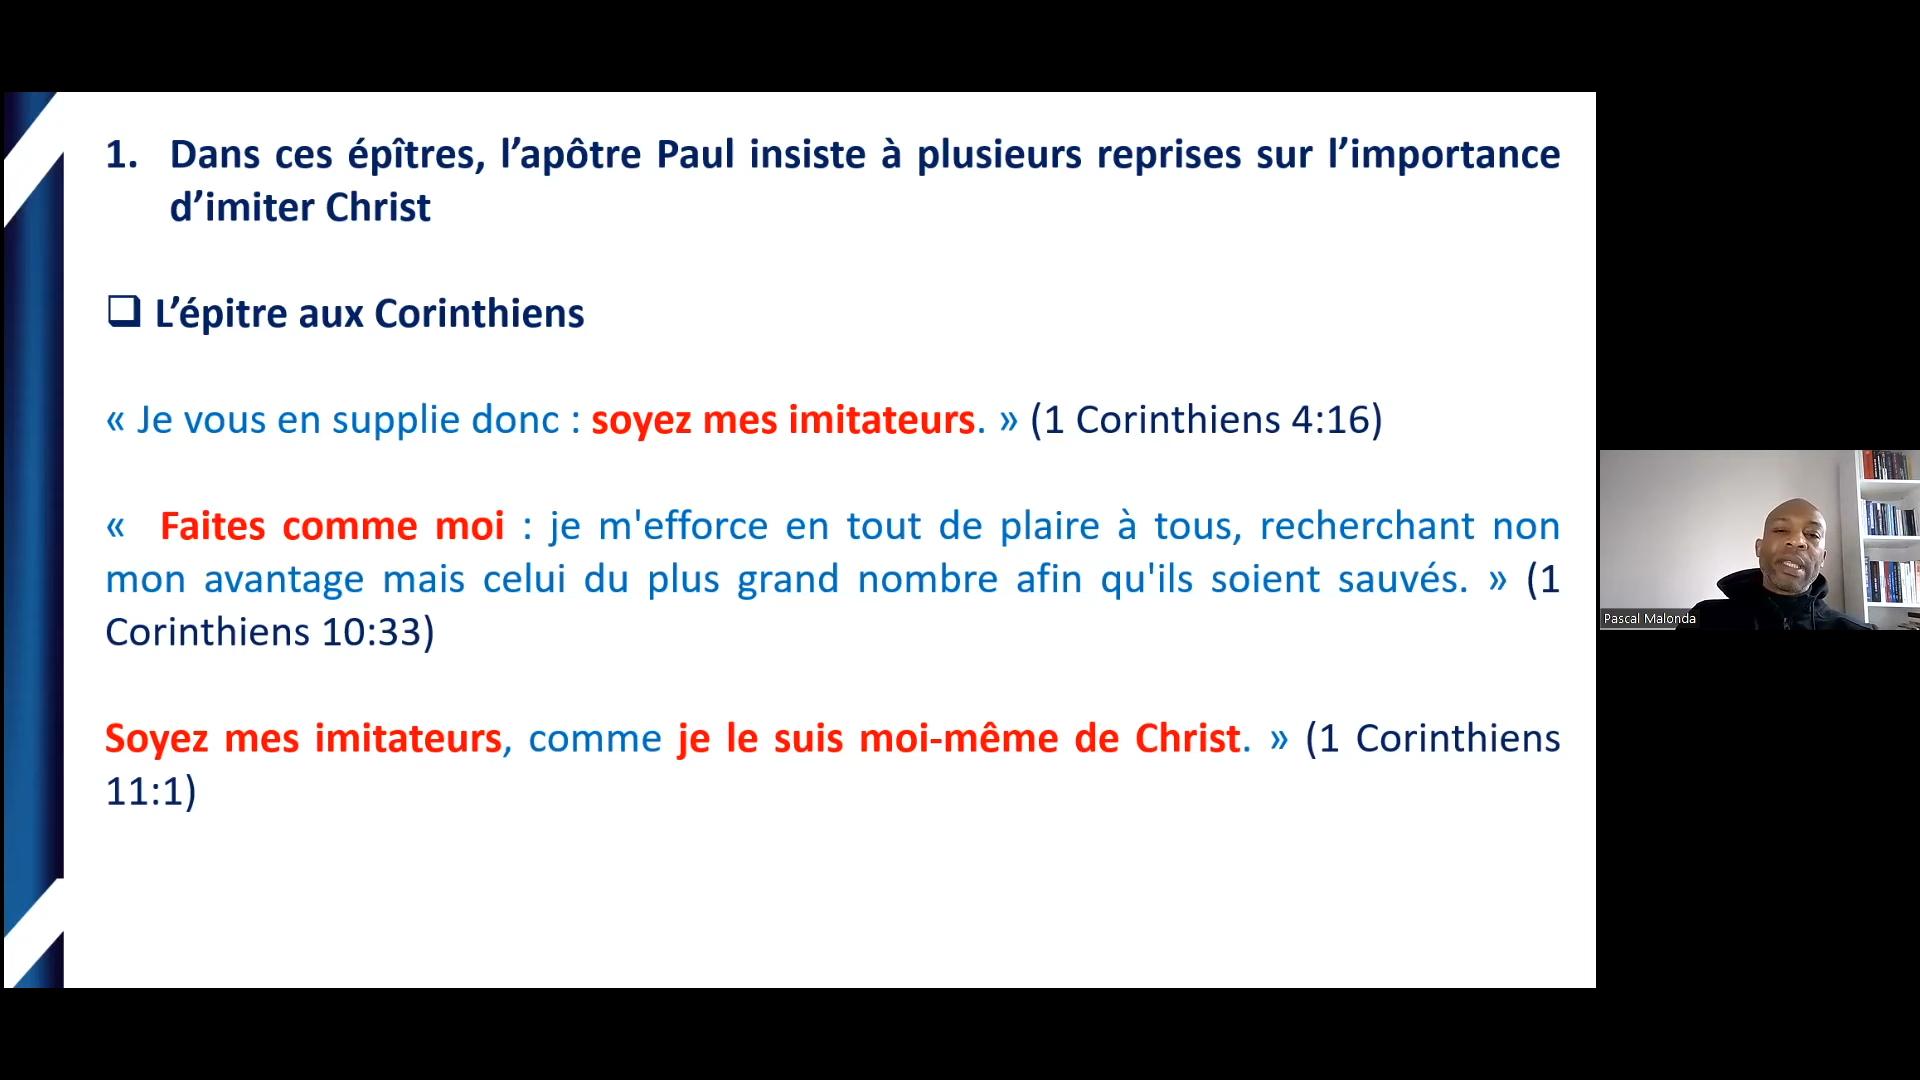 1. Dans ces épîtres, l’apôtre Paul insiste à plusieurs reprises sur l’importance
d’imiter Christ
❑ L’épitre aux Corinthiens
« Je vous en supplie donc : soyez mes imitateurs. » (1 Corinthiens 4:16)
« Faites comme moi : je m'efforce en tout de plaire à tous, recherchant non
mon avantage mais celui du plus grand nombre afin qu'ils soient sauvés. » (1
Corinthiens 10:33)
Soyez mes imitateurs, comme je le suis moi-même de Christ. » (1 Corinthiens
11:1)
Pascal Malonda